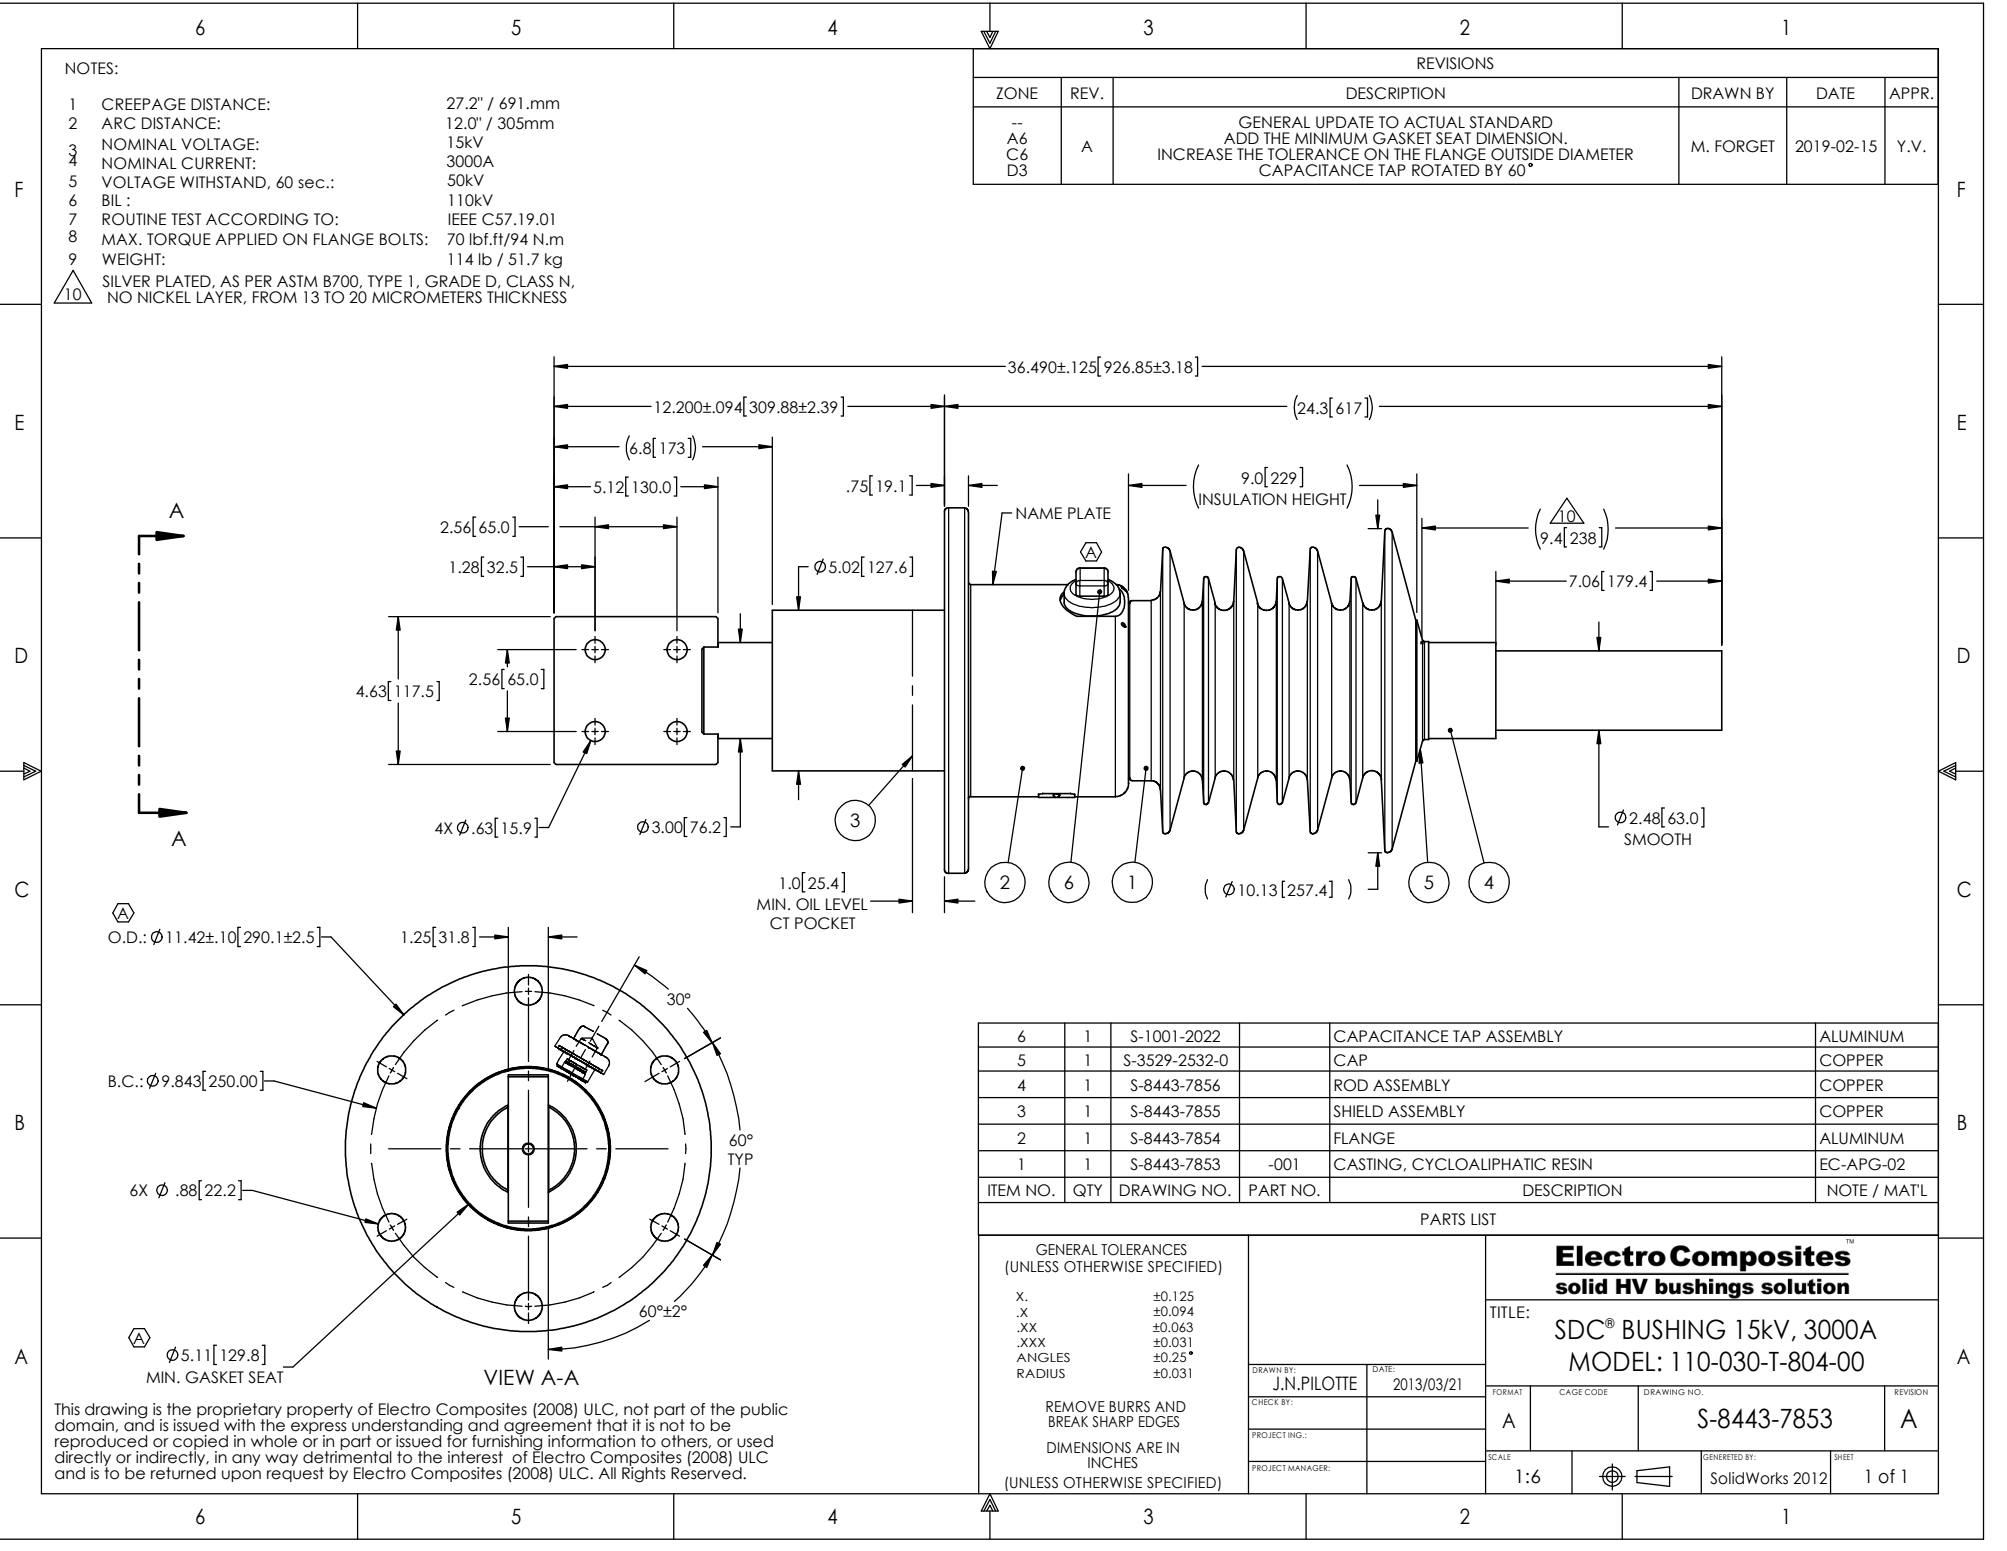 6 5 4 3 2 1
NOTES:
1 CREEPAGE DISTANCE: 27.2" / 691.mm
2 ARC DISTANCE: 12.0" / 305mm
3 NOMINAL VOLTAGE: 15kV
4 NOMINAL CURRENT: 3000A
5 VOLTAGE WITHSTAND, 60 sec.: 50kV
6 BIL : 110kV
7 ROUTINE TEST ACCORDING TO: IEEE C57.19.01
8 MAX. TORQUE APPLIED ON FLANGE BOLTS: 70 lbf.ft/94 N.m
9 WEIGHT: 114 lb / 51.7 kg
10 SILVER PLATED, AS PER ASTM B700, TYPE 1, GRADE D, CLASS N,
NO NICKEL LAYER, FROM 13 TO 20 MICROMETERS THICKNESS
REVISIONS
ZONE REV. DESCRIPTION DRAWN BY DATE APPR.
-- GENERAL UPDATE TO ACTUAL STANDARD
A6 ADD THE MINIMUM GASKET SEAT DIMENSION.
A M. FORGET 2019-02-15 Y.V.
C6 INCREASE THE TOLERANCE ON THE FLANGE OUTSIDE DIAMETER
D3 CAPACITANCE TAP ROTATED BY 60°
F F
E E
D D
C C
B B
A A
36.490±.125[926.85±3.18]
12.200±.094[309.88±2.39]
(24.3[617])
(6.8[173])
5.12[130.0]
.75[19.1]
(9.0[229]
INSULATION HEIGHT)
2.56[65.0]
NAME PLATE
10
(9.4[238])
A
A
1.28[32.5]
Ø5.02[127.6]
7.06[179.4]
4.63[117.5]
2.56[65.0]
4X Ø.63[15.9]
Ø3.00[76.2]
3
Ø2.48[63.0]
SMOOTH
A
1.0[25.4]
MIN. OIL LEVEL
CT POCKET
2 6 1
( Ø10.13[257.4] )
5 4
A
O.D.: Ø11.42±.10[290.1±2.5]
1.25[31.8]
30°
B.C.: Ø9.843[250.00]
60°
TYP
6X Ø .88[22.2]
60°±2°
A
Ø5.11[129.8]
MIN. GASKET SEAT
VIEW A-A
This drawing is the proprietary property of Electro Composites (2008) ULC, not part of the public
domain, and is issued with the express understanding and agreement that it is not to be
reproduced or copied in whole or in part or issued for furnishing information to others, or used
directly or indirectly, in any way detrimental to the interest of Electro Composites (2008) ULC
and is to be returned upon request by Electro Composites (2008) ULC. All Rights Reserved.
6 1 S-1001-2022 CAPACITANCE TAP ASSEMBLY ALUMINUM
5 1 S-3529-2532-0 CAP COPPER
4 1 S-8443-7856 ROD ASSEMBLY COPPER
3 1 S-8443-7855 SHIELD ASSEMBLY COPPER
2 1 S-8443-7854 FLANGE ALUMINUM
1 1 S-8443-7853 -001 CASTING, CYCLOALIPHATIC RESIN EC-APG-02
ITEM NO. QTY DRAWING NO. PART NO. DESCRIPTION NOTE / MAT'L
PARTS LIST
GENERAL TOLERANCES
(UNLESS OTHERWISE SPECIFIED)
X. ±0.125
.X ±0.094
.XX ±0.063
.XXX ±0.031
ANGLES ±0.25°
RADIUS ±0.031
REMOVE BURRS AND
BREAK SHARP EDGES
DIMENSIONS ARE IN
INCHES
(UNLESS OTHERWISE SPECIFIED)
DRAWN BY: J.N.PILOTTE DATE: 2013/03/21
CHECK BY:
PROJECT ING.:
PROJECT MANAGER:
ElectroComposites™
solid HV bushings solution
TITLE:
SDC® BUSHING 15kV, 3000A
MODEL: 110-030-T-804-00
FORMAT CAGE CODE DRAWING NO. REVISION
A S-8443-7853 A
SCALE GENERETED BY: SHEET
1:6 SolidWorks 2012 1 of 1
6 5 4 3 2 1